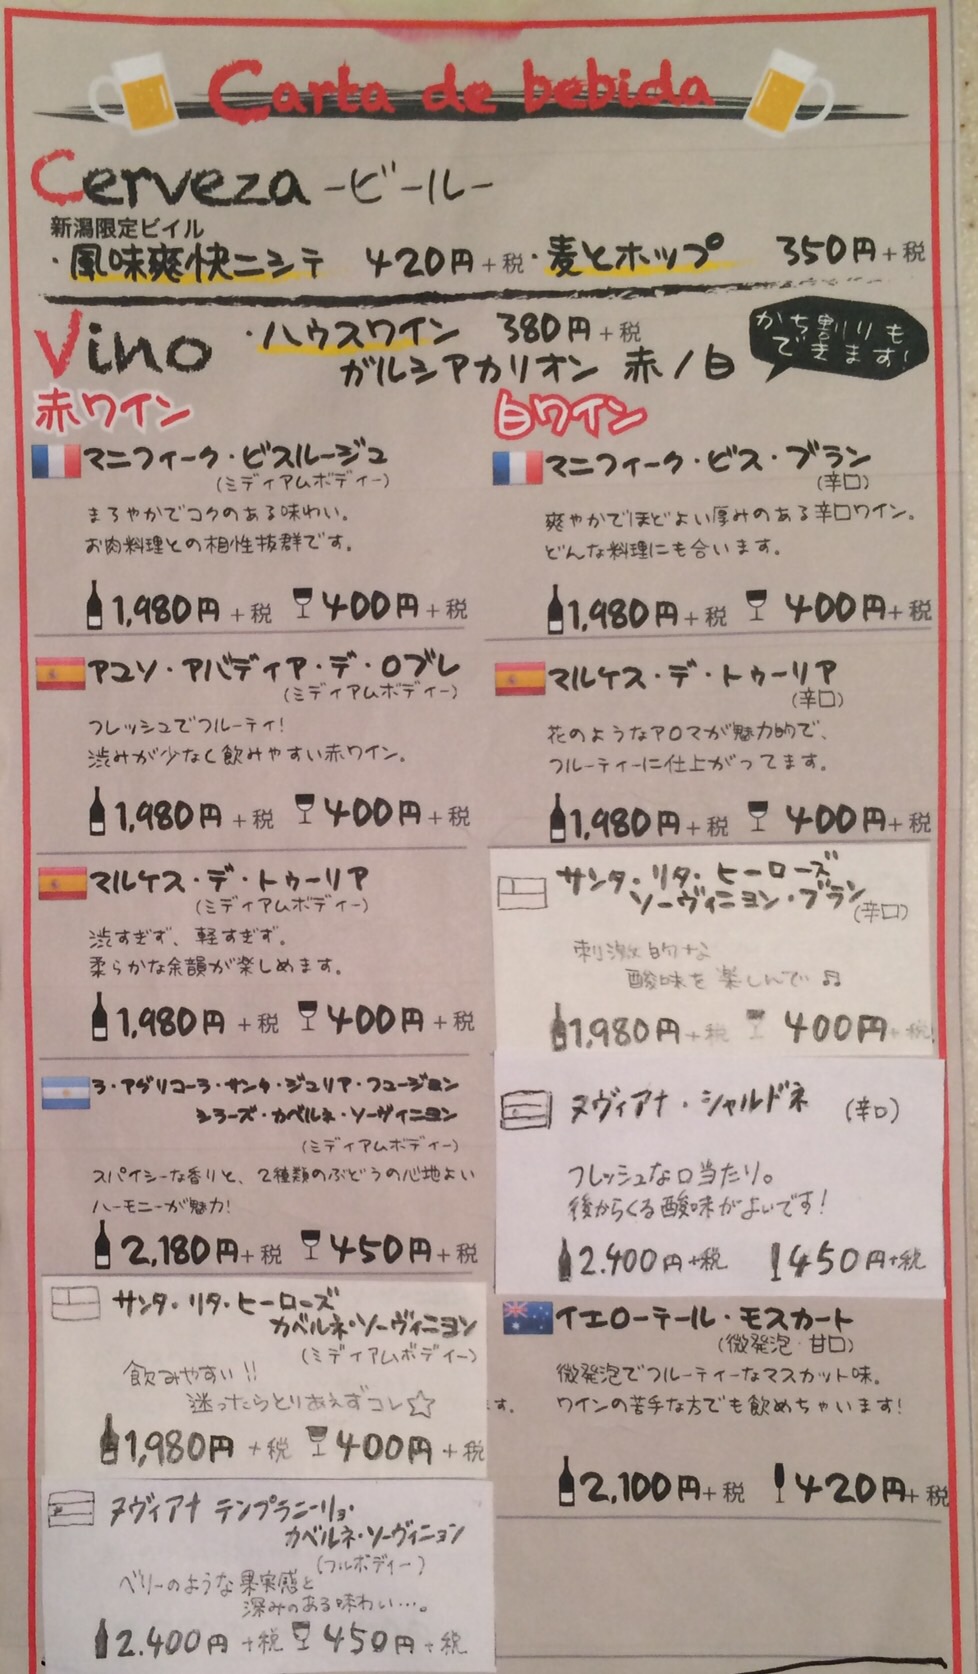 Carta de bebida
Cerveza -ビール-
新潟限定ビイル
・風味爽快ニシテ 420円+税 ・麦とホップ 350円+税
Vino ・ハウスワイン 380円+税
ガルシアカリオン 赤/白
かち割りも
できます!
赤ワイン
マニフィーク・ビスルージュ
(ミディアムボディー)
まろやかでコクのある味わい。
お肉料理との相性抜群です。
1,980円+税 400円+税
アユソ・アバディア・デ・ロブレ
(ミディアムボディー)
フレッシュでフルーティ!
渋みが少なく飲みやすい赤ワイン。
1,980円+税 400円+税
マルケス・デ・トゥーリア
(ミディアムボディー)
渋すぎず、軽すぎず。
柔らかな余韻が楽しめます。
1,980円+税 400円+税
ラ・アグリコーラ・サンタ・ジュリア・フュージョン
シラーズ・カベルネ・ソーヴィニヨン
(ミディアムボディー)
スパイシーな香りと、2種類のぶどうの心地よい
ハーモニーが魅力!
2,180円+税 450円+税
サンタ・リタ・ヒーローズ
カベルネ・ソーヴィニヨン
(ミディアムボディー)
飲みやすい!!
迷ったらとりあえずコレ☆
す。
1,980円+税 400円+税
ヌヴィアナ テンプラニーリョ・
カベルネ・ソーヴィニョン
(フルボディー)
ベリーのような果実感と
深みのある味わい…。
2.400円+税 450円+税
白ワイン
マニフィーク・ビス・ブラン
(辛口)
爽やかでほどよい厚みのある辛口ワイン。
どんな料理にも合います。
1,980円+税 400円+税
マルケス・デ・トゥーリア
(辛口)
花のようなアロマが魅力的で、
フルーティーに仕上がってます。
1,980円+税 400円+税
サンタ・リタ・ヒーローズ
ソーヴィニヨン・ブラン
(辛口)
刺激的な
酸味を楽しんで♫
1,980円+税 400円+税
ヌヴィアナ・シャルドネ (辛口)
フレッシュな口当たり。
後からくる酸味がよいです!
2.400円+税 450円+税
イエローテール・モスカート
(微発泡・甘口)
微発泡でフルーティーなマスカット味。
ワインの苦手な方でも飲めちゃいます!
2,100円+税 420円+税